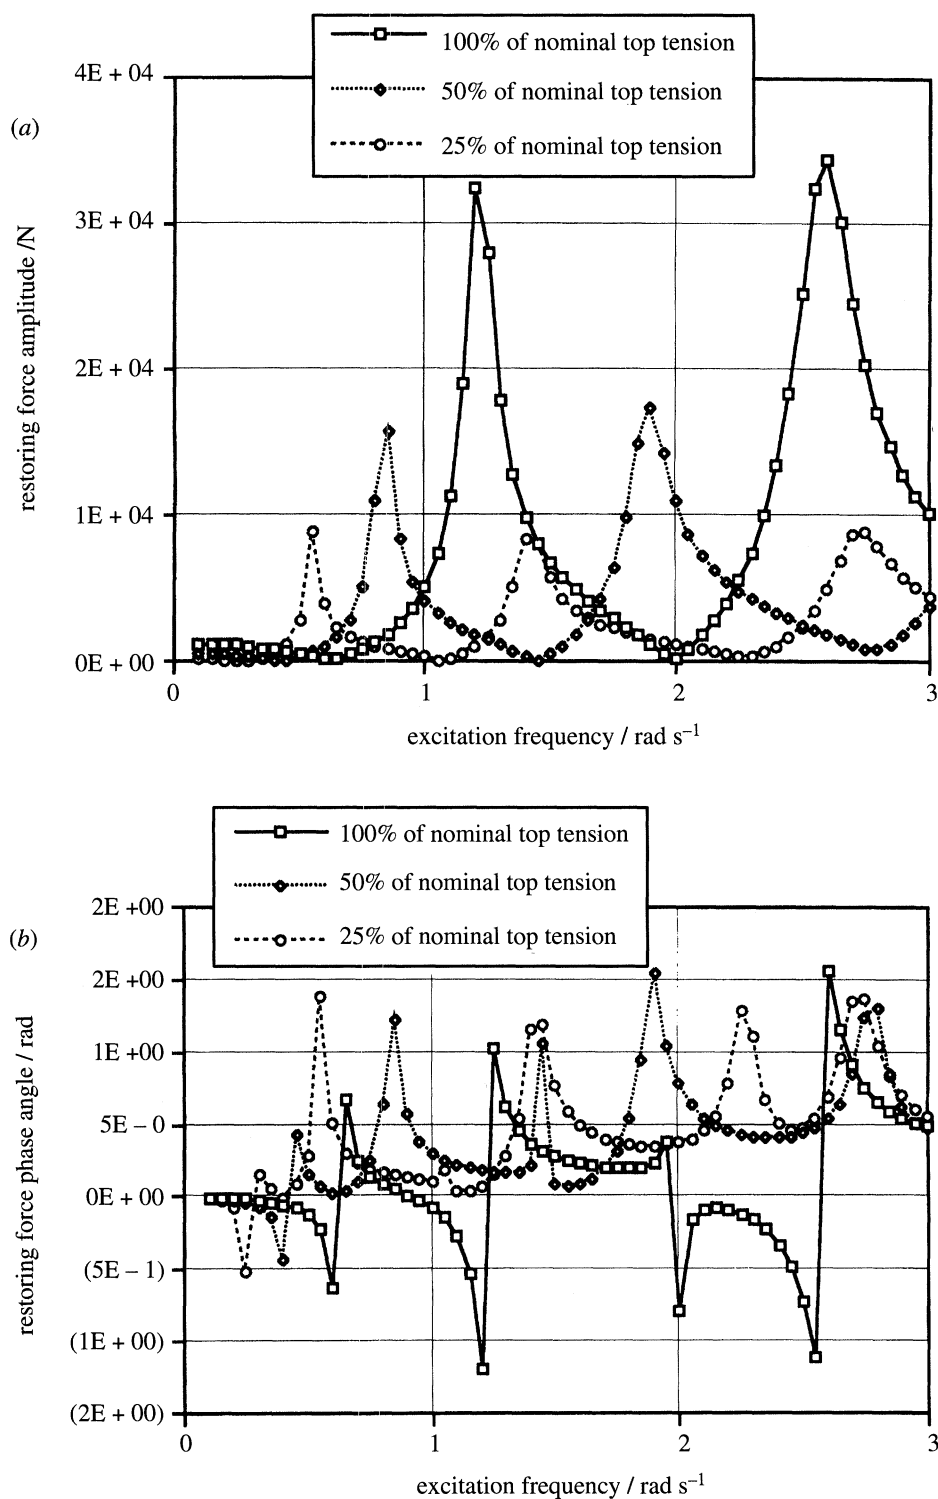 100% of nominal top tension
50% of nominal top tension
25% of nominal top tension
(a)
restoring force amplitude /N
4E + 04
3E + 04
2E + 04
1E + 04
0E + 00
0
1
2
3
excitation frequency / rad s⁻¹
100% of nominal top tension
50% of nominal top tension
25% of nominal top tension
(b)
restoring force phase angle / rad
2E +00
2E +00
1E +00
5E – 0
0E + 00
(5E – 1)
(1E + 00)
(2E + 00)
0
1
2
3
excitation frequency / rad s⁻¹